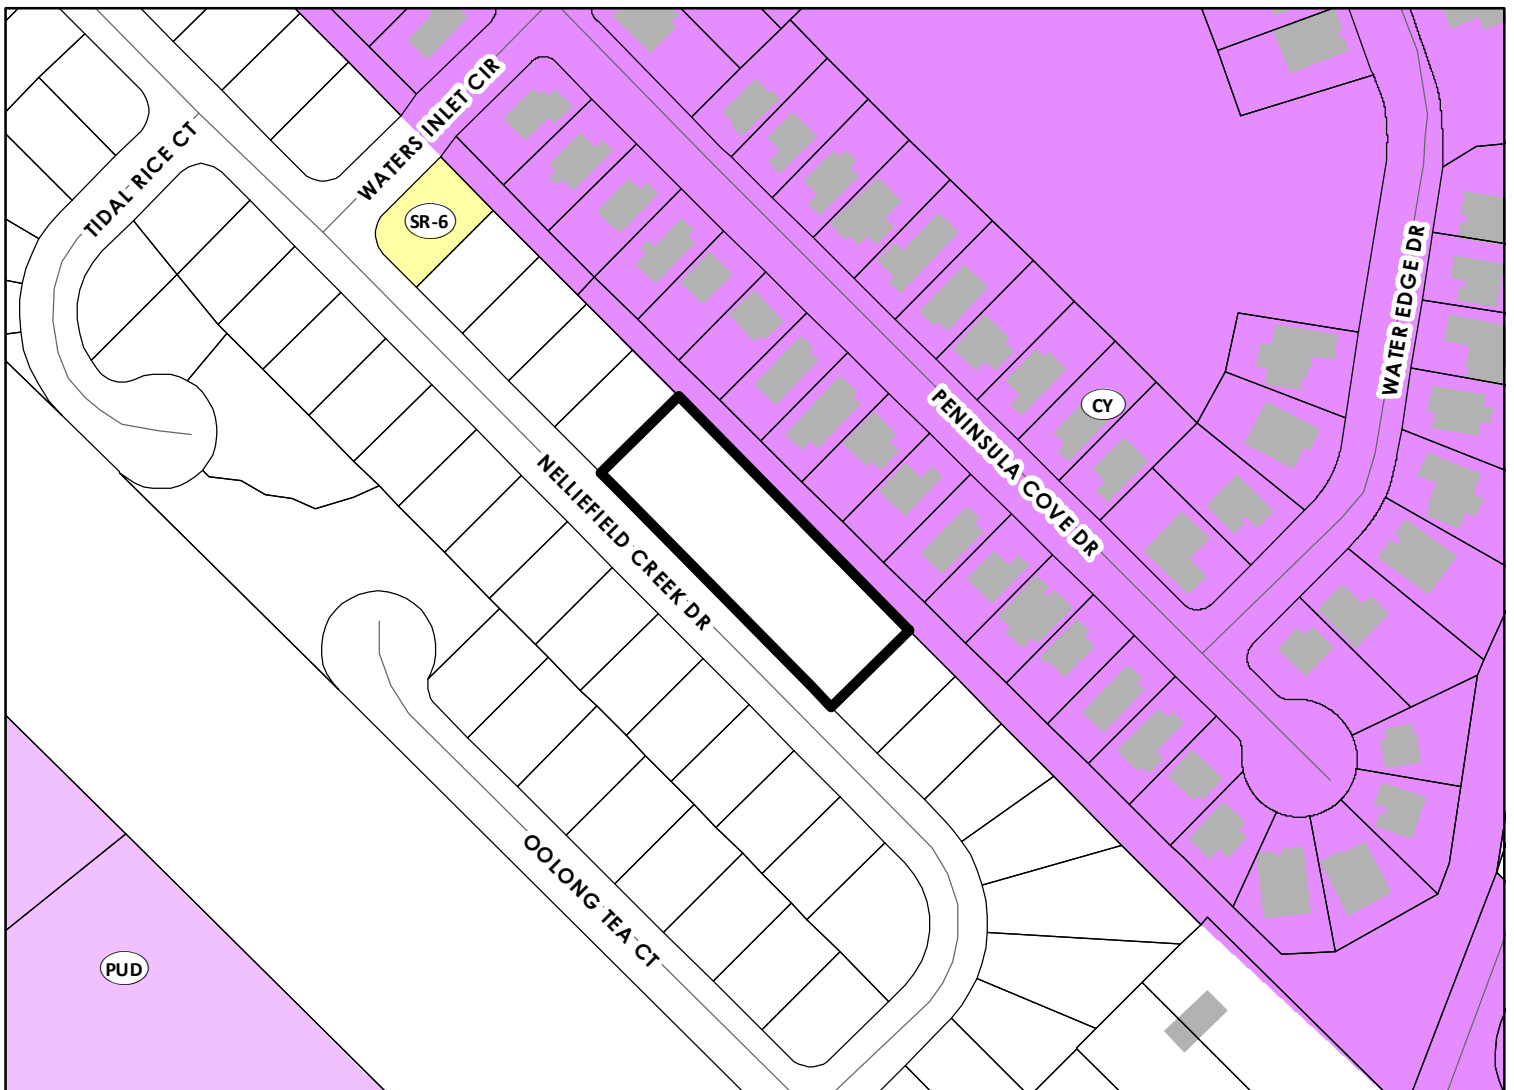 WATERS INLET CIR
TIDAL RICE CT
SR-6
WATER EDGE DR
CY
PENINSULA COVE DR
NELLIEFIELD CREEK DR
OOLONG TEA CT
PUD